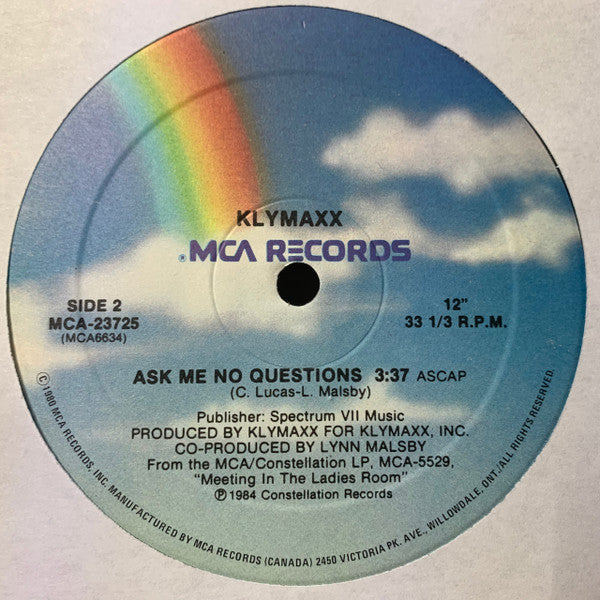 KLYMAXX
®MCA RECORDS
SIDE 2
MCA-23725
(MCA6634)
12"
33 1/3 R.P.M.
ASK ME NO QUESTIONS 3:37 ASCAP
(C. Lucas-L. Malsby)
Publisher: Spectrum VII Music
PRODUCED BY KLYMAXX FOR KLYMAXX, INC.
CO-PRODUCED BY LYNN MALSBY
From the MCA/Constellation LP, MCA-5529,
"Meeting In The Ladies Room"
Ⓟ1984 Constellation Records
© 1980 MCA RECORDS, INC. MANUFACTURED BY MCA RECORDS (CANADA) 2450 VICTORIA PK. AVE., WILLOWDALE, ONT./ALL RIGHTS RESERVED.